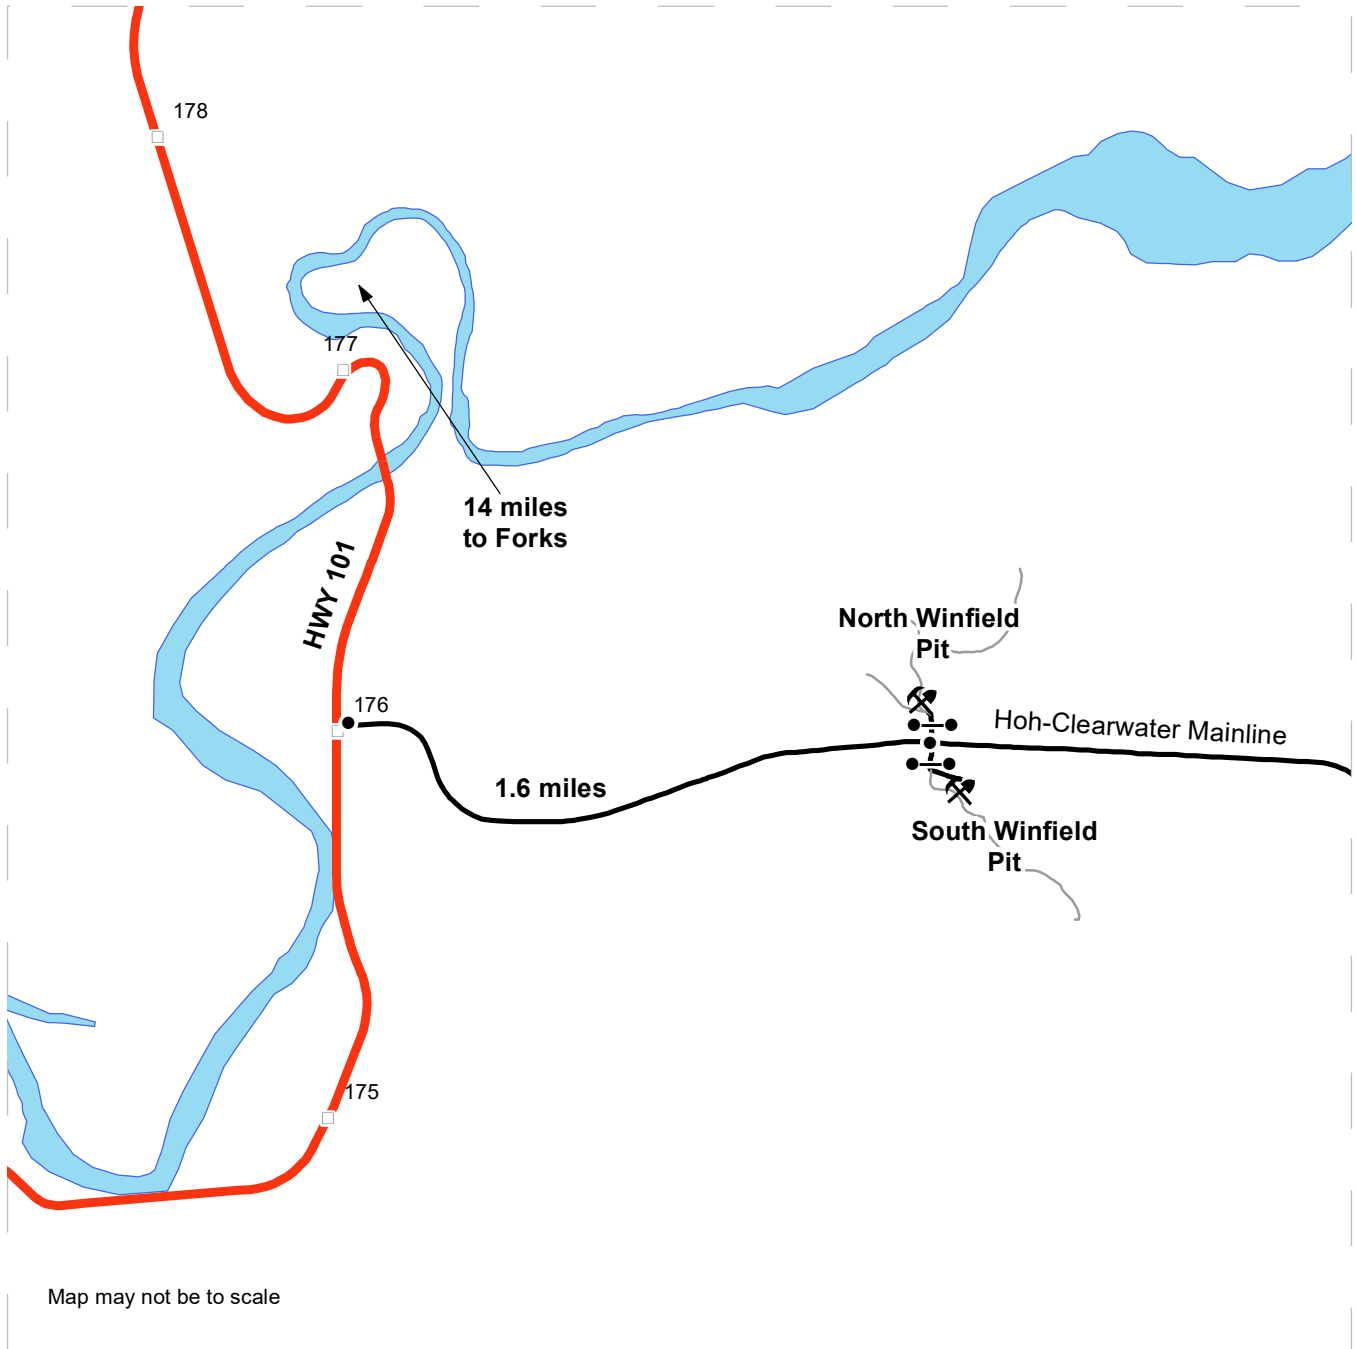 178
177
14 miles
to Forks
HWY 101
North Winfield
Pit
176
Hoh-Clearwater Mainline
1.6 miles
South Winfield
Pit
175
Map may not be to scale